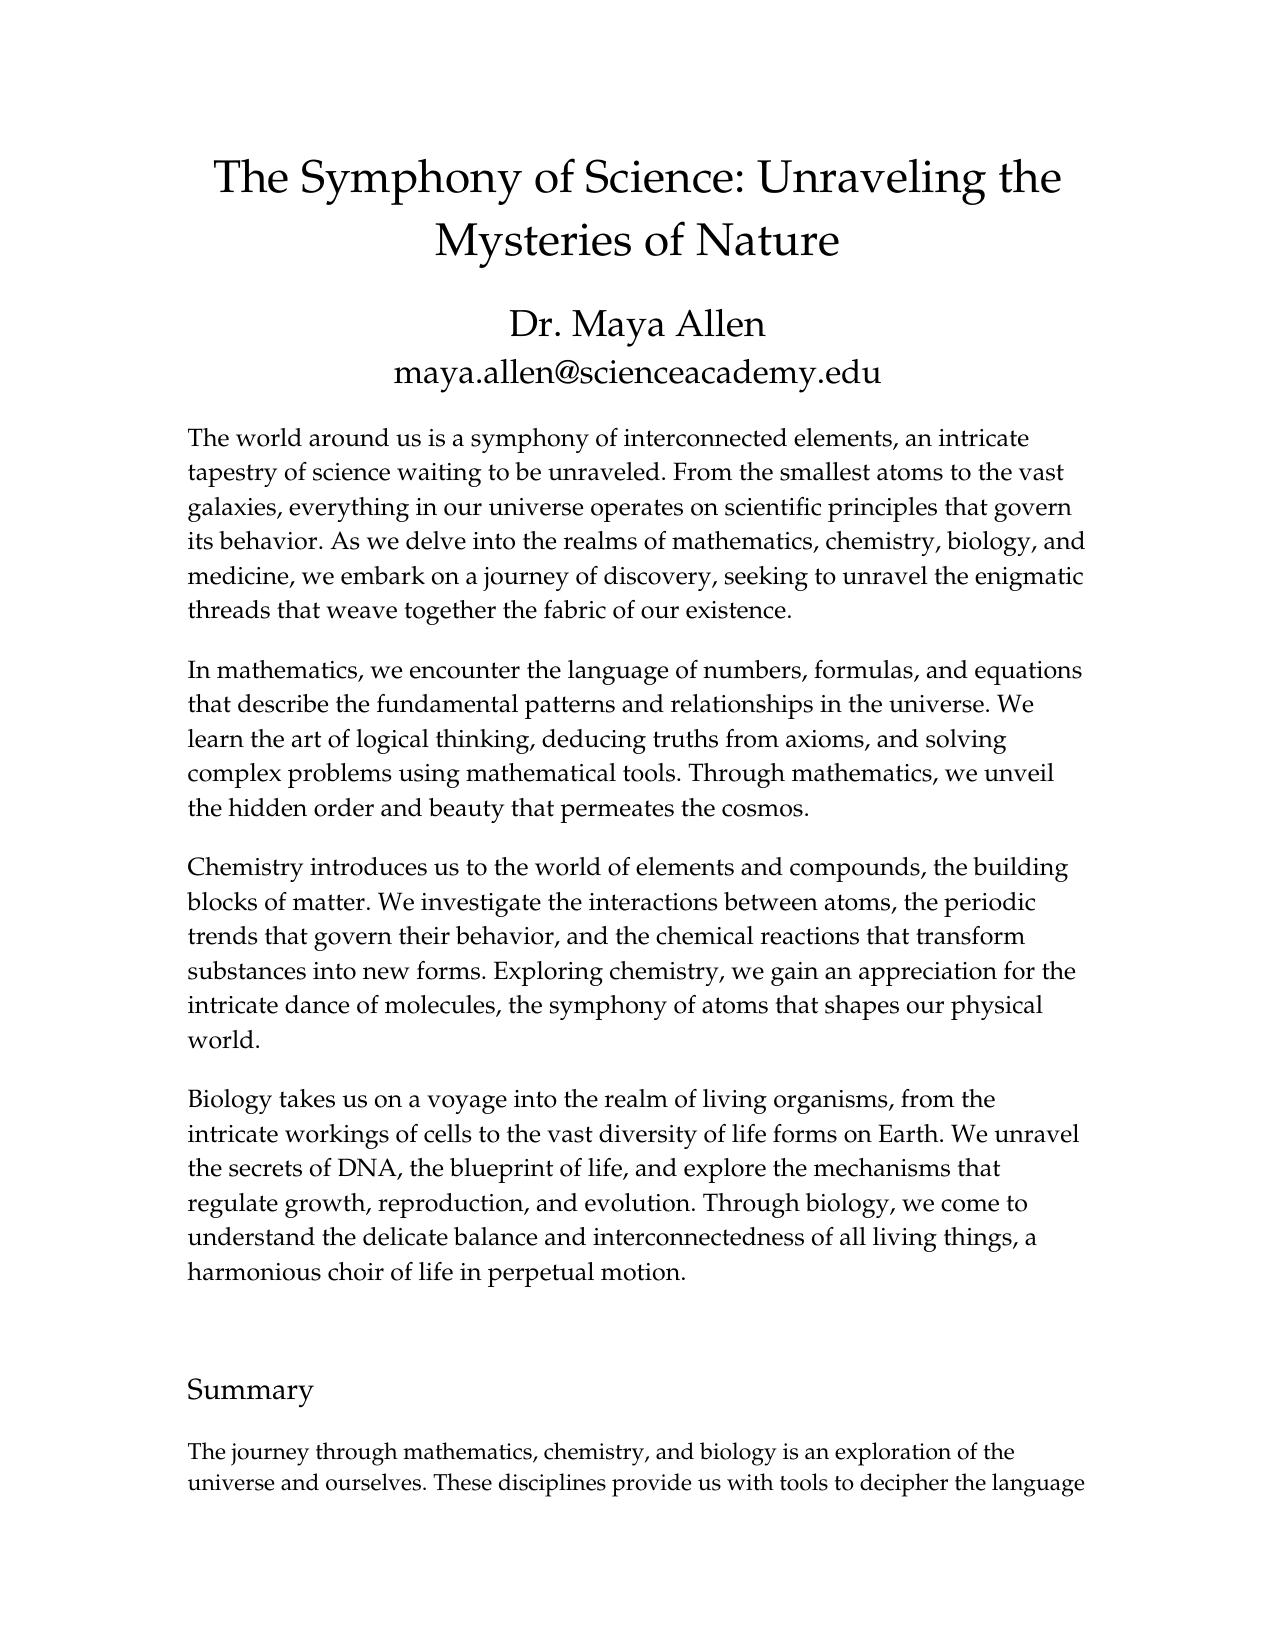 The Symphony of Science: Unraveling the
Mysteries of Nature
Dr. Maya Allen
maya.allen@scienceacademy.edu
The world around us is a symphony of interconnected elements, an intricate
tapestry of science waiting to be unraveled. From the smallest atoms to the vast
galaxies, everything in our universe operates on scientific principles that govern
its behavior. As we delve into the realms of mathematics, chemistry, biology, and
medicine, we embark on a journey of discovery, seeking to unravel the enigmatic
threads that weave together the fabric of our existence.
In mathematics, we encounter the language of numbers, formulas, and equations
that describe the fundamental patterns and relationships in the universe. We
learn the art of logical thinking, deducing truths from axioms, and solving
complex problems using mathematical tools. Through mathematics, we unveil
the hidden order and beauty that permeates the cosmos.
Chemistry introduces us to the world of elements and compounds, the building
blocks of matter. We investigate the interactions between atoms, the periodic
trends that govern their behavior, and the chemical reactions that transform
substances into new forms. Exploring chemistry, we gain an appreciation for the
intricate dance of molecules, the symphony of atoms that shapes our physical
world.
Biology takes us on a voyage into the realm of living organisms, from the
intricate workings of cells to the vast diversity of life forms on Earth. We unravel
the secrets of DNA, the blueprint of life, and explore the mechanisms that
regulate growth, reproduction, and evolution. Through biology, we come to
understand the delicate balance and interconnectedness of all living things, a
harmonious choir of life in perpetual motion.
Summary
The journey through mathematics, chemistry, and biology is an exploration of the
universe and ourselves. These disciplines provide us with tools to decipher the language